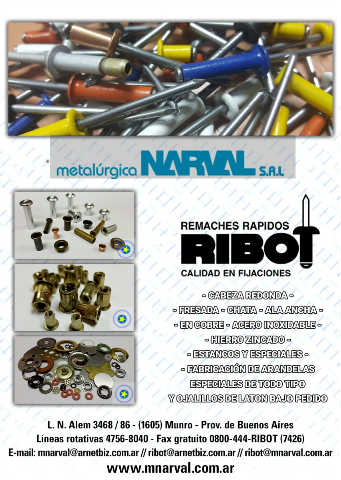 metalúrgica NARVAL S.R.L
REMACHES RAPIDOS
RIBOT
CALIDAD EN FIJACIONES
- CABEZA REDONDA -
- FRESADA - CHATA - ALA ANCHA -
- EN COBRE - ACERO INOXIDABLE -
- HIERRO ZINCADO -
- ESTANCOS Y ESPECIALES -
- FABRICACIÓN DE ARANDELAS
ESPECIALES DE TODO TIPO
Y OJALILLOS DE LATON BAJO PEDIDO
L. N. Alem 3468 / 86 - (1605) Munro - Prov. de Buenos Aires
Líneas rotativas 4756-8040 - Fax gratuito 0800-444-RIBOT (7426)
E-mail: mnarval@arnetbiz.com.ar // ribot@arnetbiz.com.ar // ribot@mnarval.com.ar
www.mnarval.com.ar